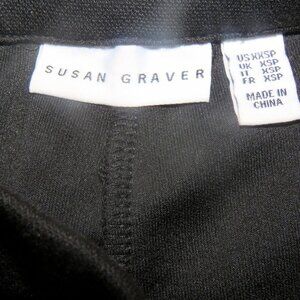 SUSAN GRAVER
US XXSP
UK XSP
IT XSP
FR XSP
MADE IN
CHINA